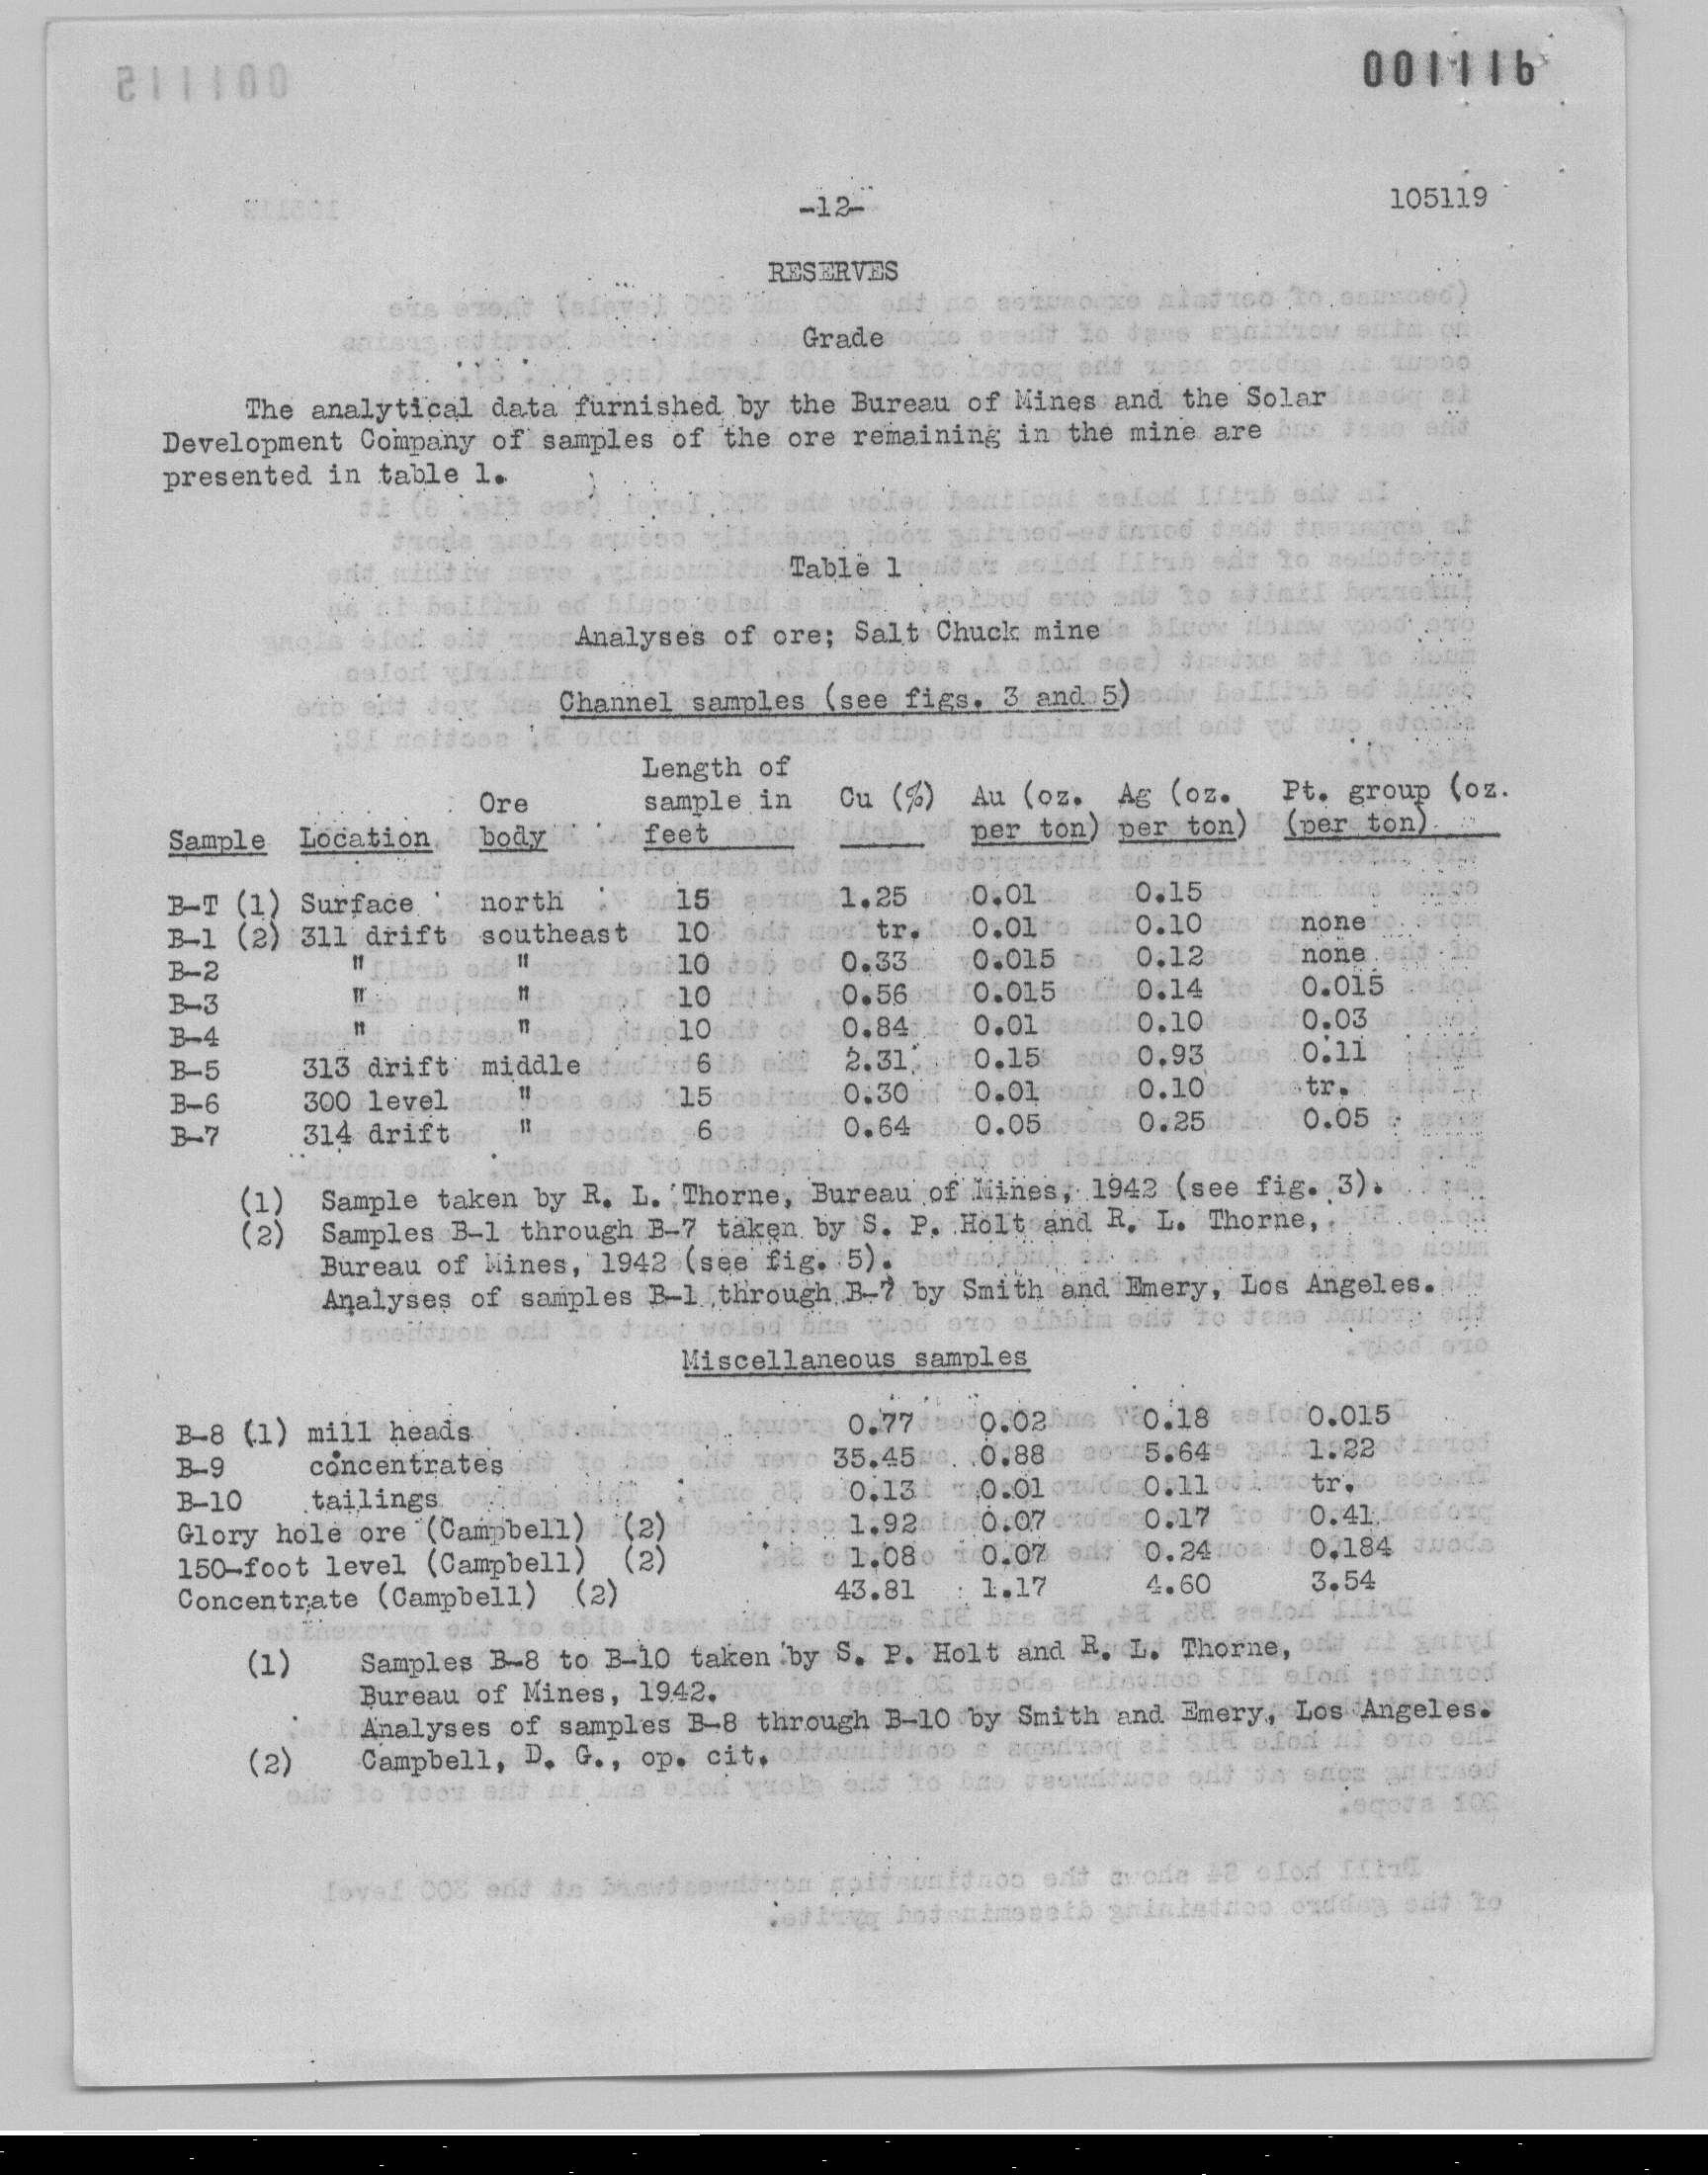 001116
-12-
105119
RESERVES
Grade
The analytical data furnished by the Bureau of Mines and the Solar
Development Company of samples of the ore remaining in the mine are
presented in table 1.
Table 1
Analyses of ore; Salt Chuck mine
Channel samples (see figs. 3 and 5)
Length of
Ore sample in Cu (%) Au (oz. Ag (oz. Pt. group (oz.
Sample Location body feet per ton) per ton) (per ton)
B-T (1) Surface north 15 1.25 0.01 0.15
B-1 (2) 311 drift southeast 10 tr. 0.01 0.10 none
B-2 " " 10 0.33 0.015 0.12 none
B-3 " " 10 0.56 0.015 0.14 0.015
B-4 " " 10 0.84 0.01 0.10 0.03
B-5 313 drift middle 6 2.31 0.15 0.93 0.11
B-6 300 level " 15 0.30 0.01 0.10 tr.
B-7 314 drift " 6 0.64 0.05 0.25 0.05
(1) Sample taken by R. L. Thorne, Bureau of Mines, 1942 (see fig. 3).
(2) Samples B-1 through B-7 taken by S. P. Holt and R. L. Thorne,
Bureau of Mines, 1942 (see fig. 5).
Analyses of samples B-1 through B-7 by Smith and Emery, Los Angeles.
Miscellaneous samples
B-8 (1) mill heads 0.77 0.02 0.18 0.015
B-9 concentrates 35.45 0.88 5.64 1.22
B-10 tailings 0.13 0.01 0.11 tr.
Glory hole ore (Campbell) (2) 1.92 0.07 0.17 0.41
150-foot level (Campbell) (2) 1.08 0.07 0.24 0.184
Concentrate (Campbell) (2) 43.81 1.17 4.60 3.54
(1) Samples B-8 to B-10 taken by S. P. Holt and R. L. Thorne,
Bureau of Mines, 1942.
Analyses of samples B-8 through B-10 by Smith and Emery, Los Angeles.
(2) Campbell, D. G., op. cit.